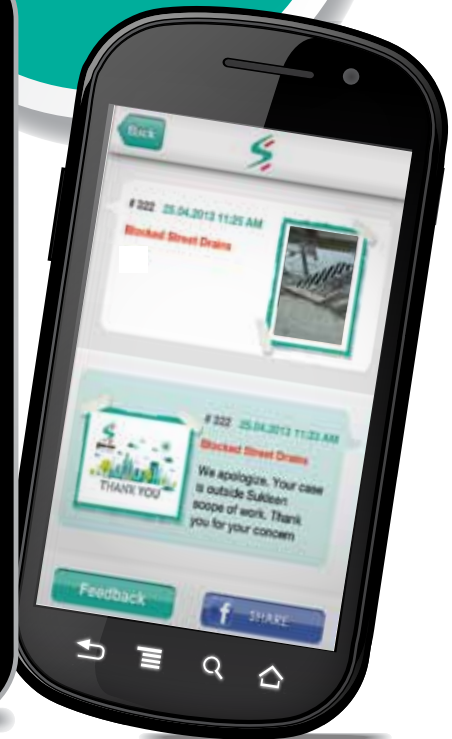 Back
# 322 25.04.2013 11:25 AM
Blocked Street Drains
# 322 25.04.2013 11:33 AM
Blocked Street Drains
We apologize. Your case
is outside Sukleen
scope of work. Thank
you for your concern
THANK YOU
Feedback
f SHARE